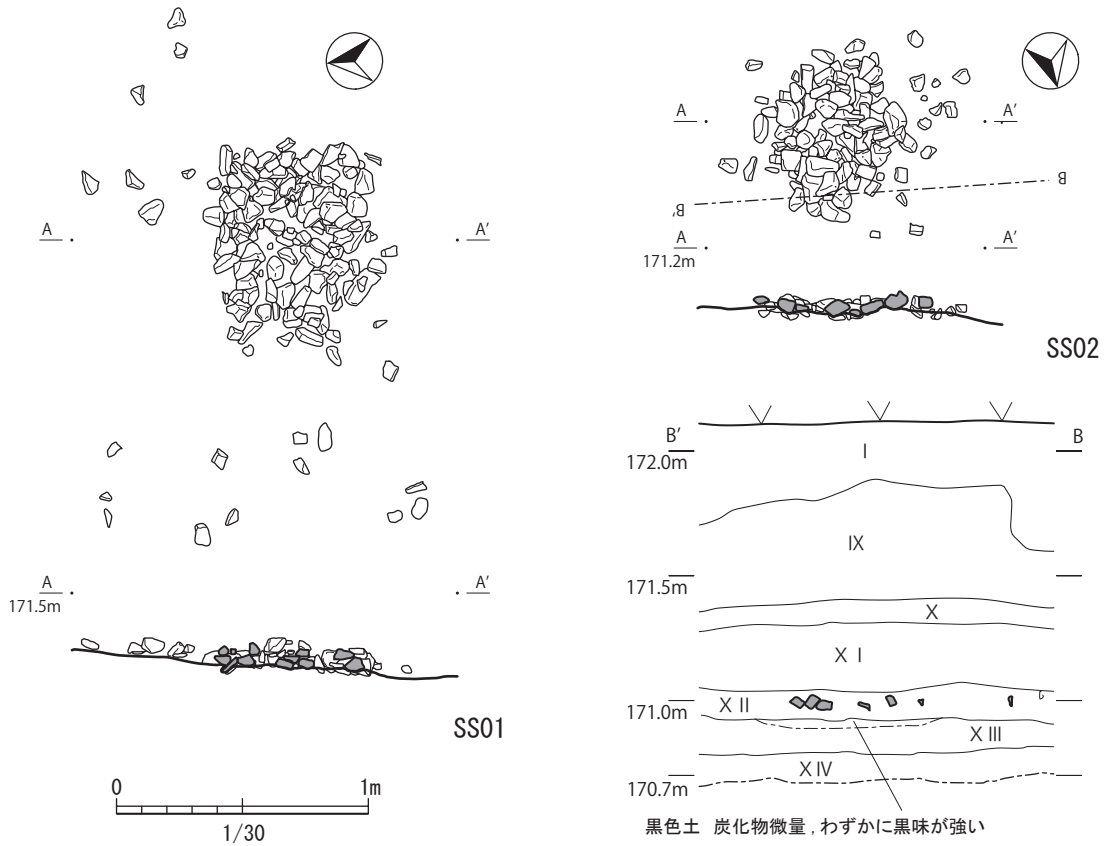 A A'
A A'
171.5m
SS01
0 1m
1/30
A A'
B
B'
A A'
171.2m
SS02
B' B
172.0m
I
IX
171.5m
X
X I
X II
171.0m
X III
X IV
170.7m
黒色土 炭化物微量，わずかに黒味が強い